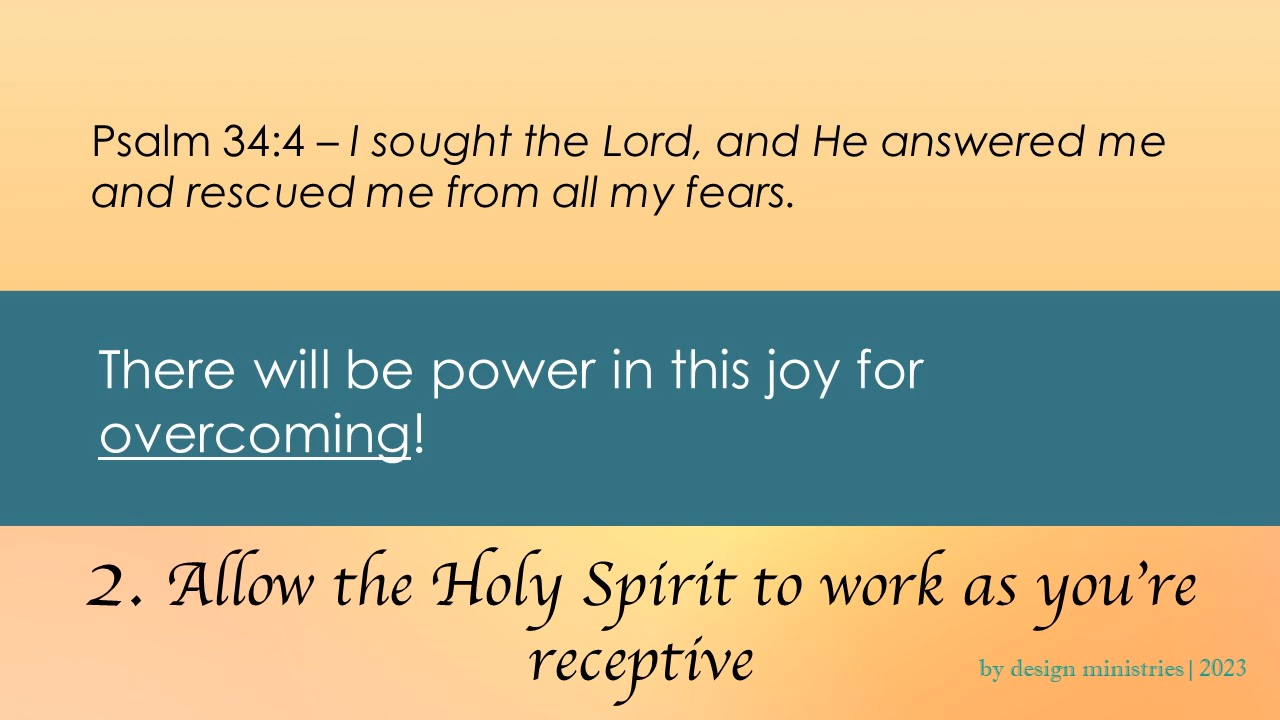 Psalm 34:4 – I sought the Lord, and He answered me
and rescued me from all my fears.
There will be power in this joy for
overcoming!
2. Allow the Holy Spirit to work as you're
receptive
by design ministries| 2023